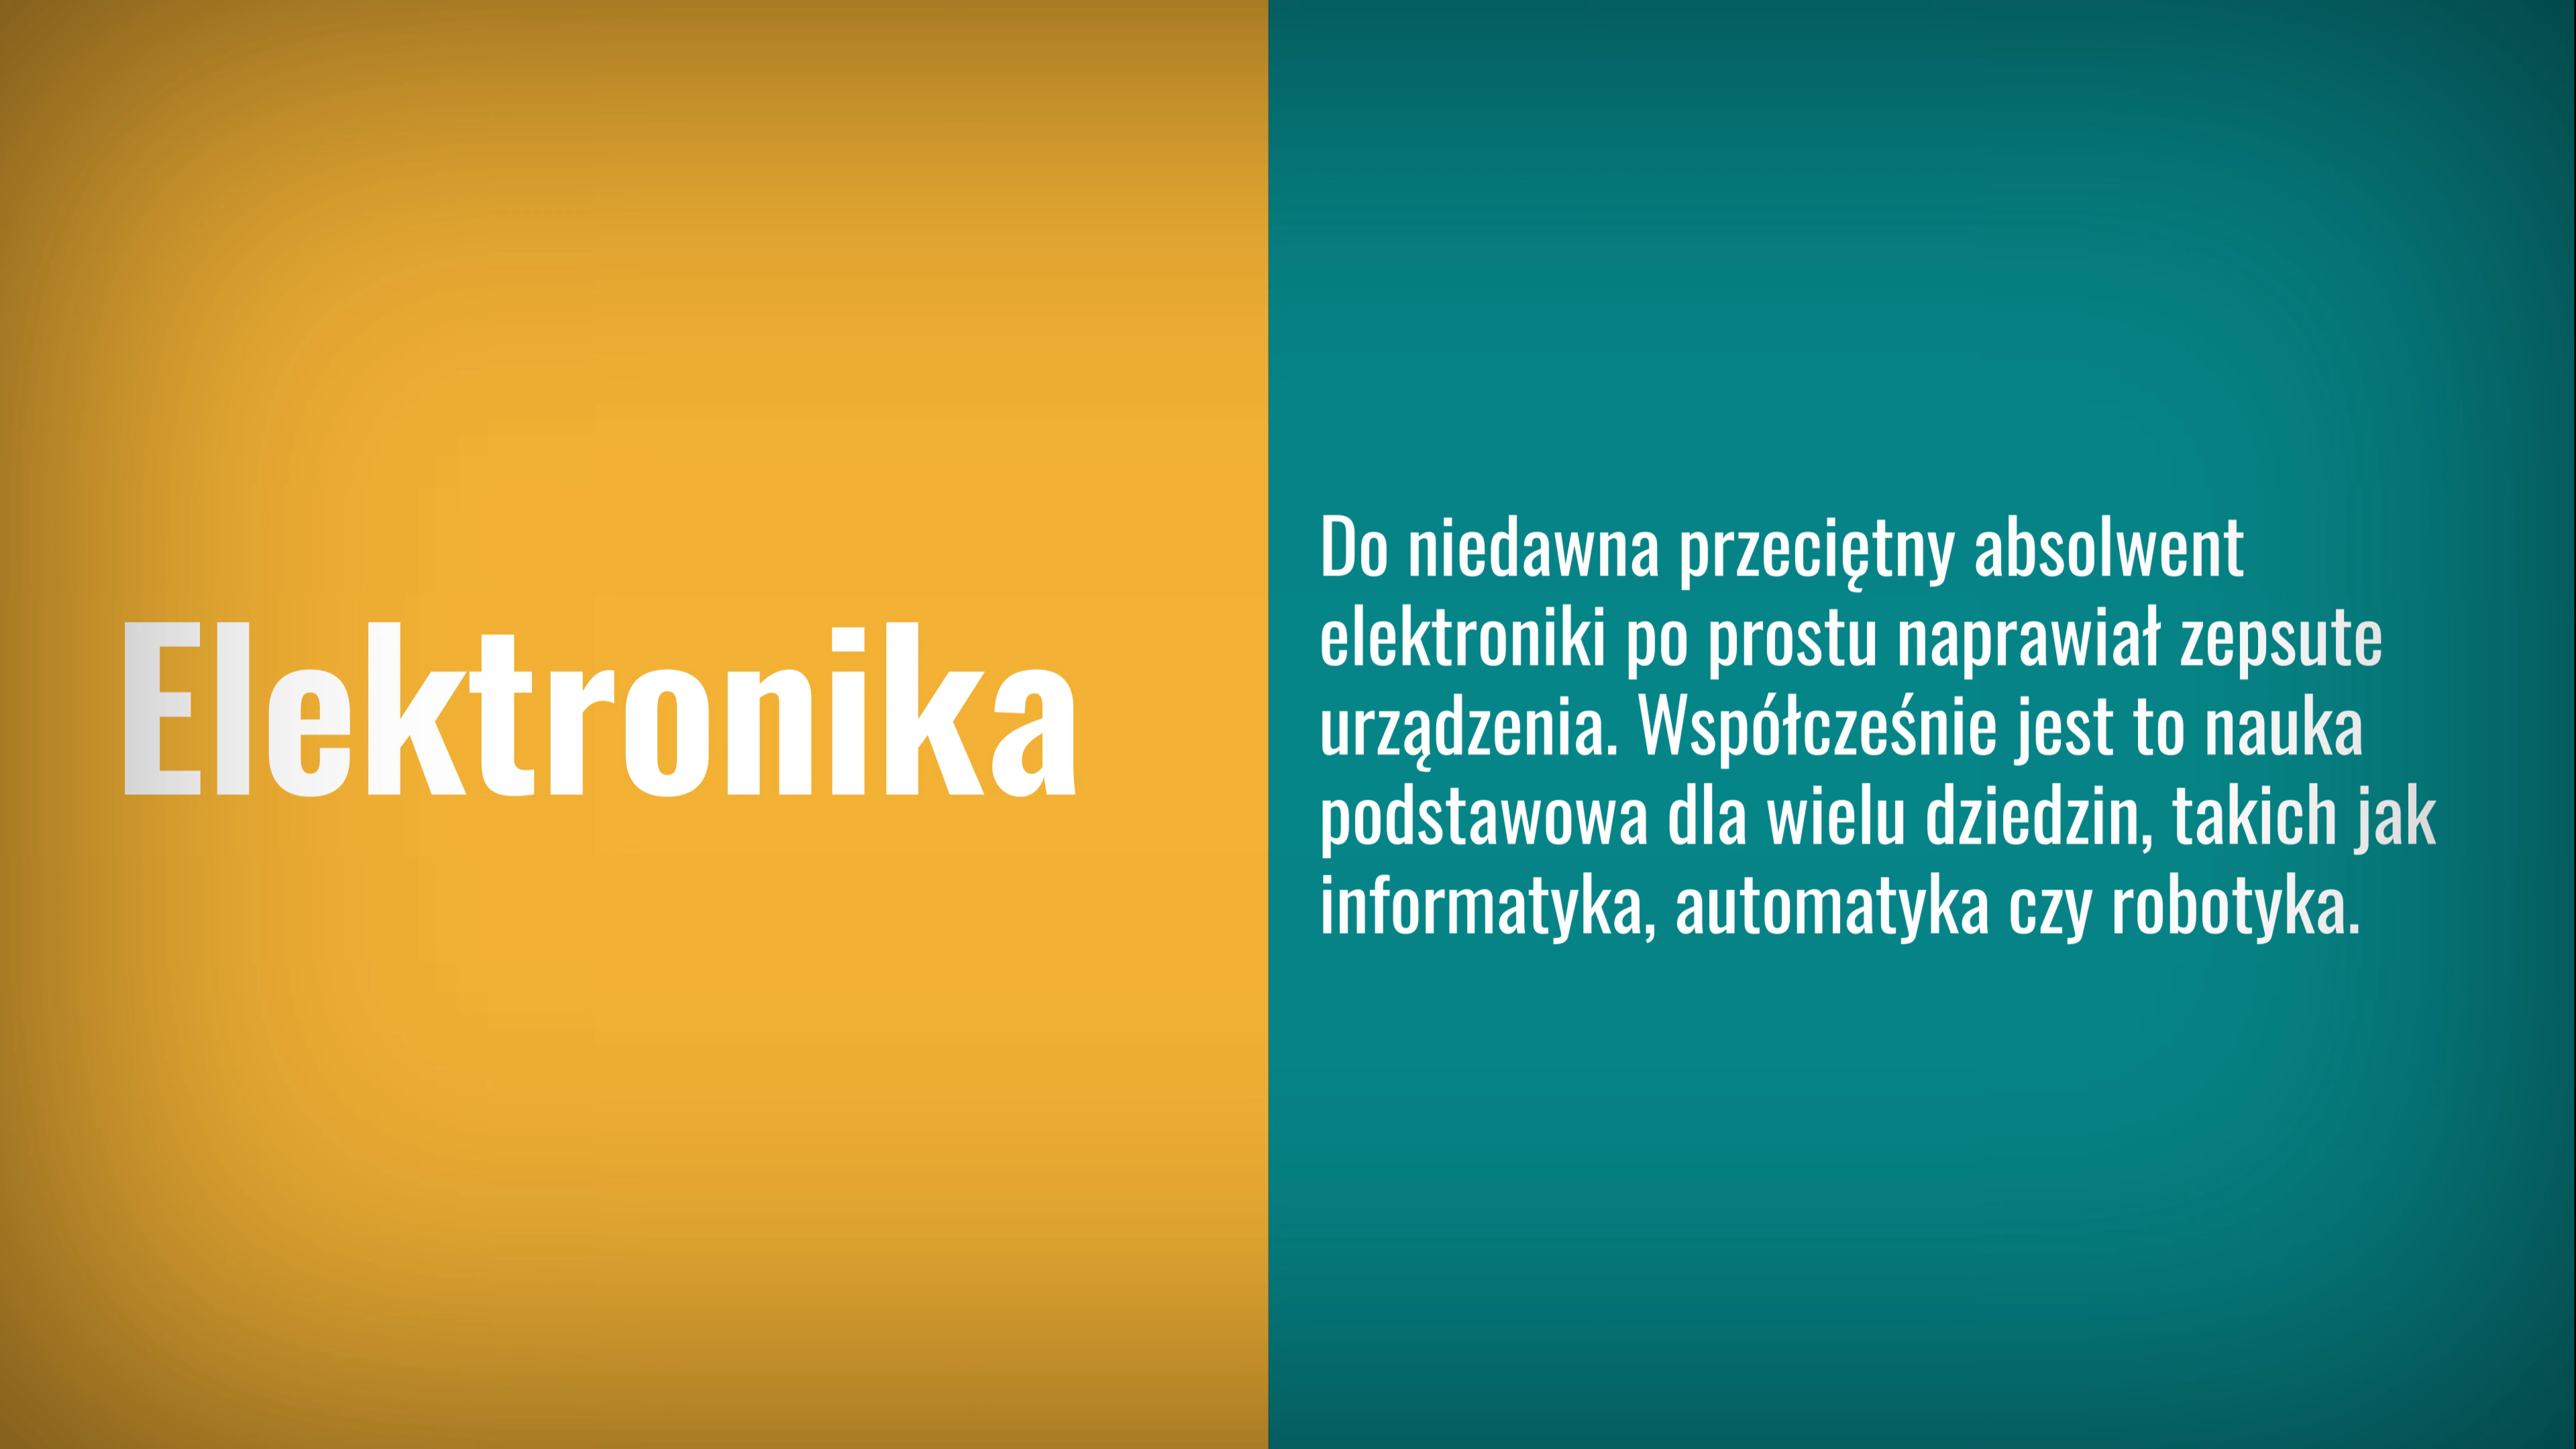 Elektronika
Do niedawna przeciętny absolwent
elektroniki po prostu naprawiał zepsute
urządzenia. Współcześnie jest to nauka
podstawowa dla wielu dziedzin, takich jak
informatyka, automatyka czy robotyka.